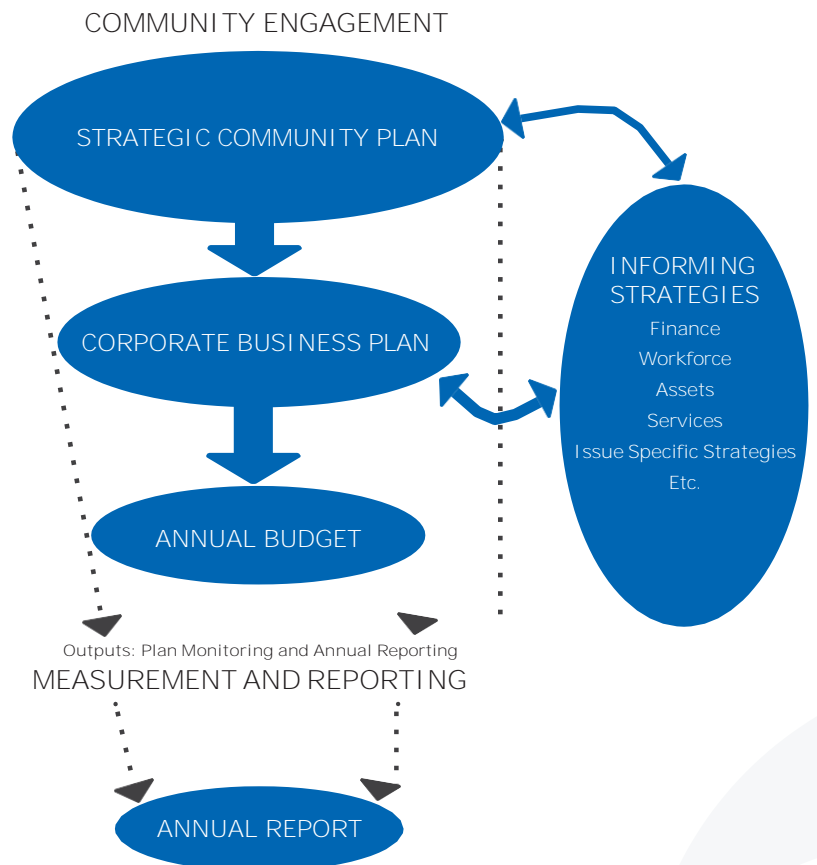 COMMUNITY ENGAGEMENT
STRATEGIC COMMUNITY PLAN
INFORMING
STRATEGIES
Finance
Workforce
Assets
Services
Issue Specific Strategies
Etc.
CORPORATE BUSINESS PLAN
ANNUAL BUDGET
Outputs: Plan Monitoring and Annual Reporting
MEASUREMENT AND REPORTING
ANNUAL REPORT